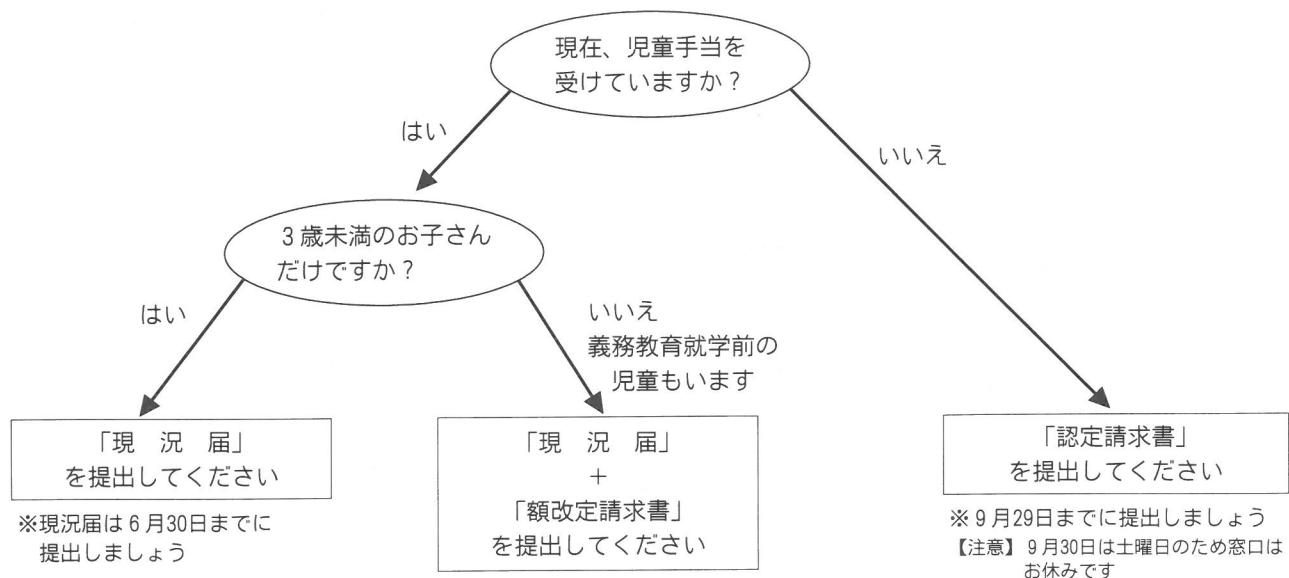 現在、児童手当を
受けていますか？
はい
いいえ
３歳未満のお子さん
だけですか？
はい
いいえ
義務教育就学前の
児童もいます
「現　況　届」
を提出してください
※現況届は６月30日までに
提出しましょう
「現　況　届」
＋
「額改定請求書」
を提出してください
「認定請求書」
を提出してください
※９月29日までに提出しましょう
【注意】９月30日は土曜日のため窓口は
お休みです